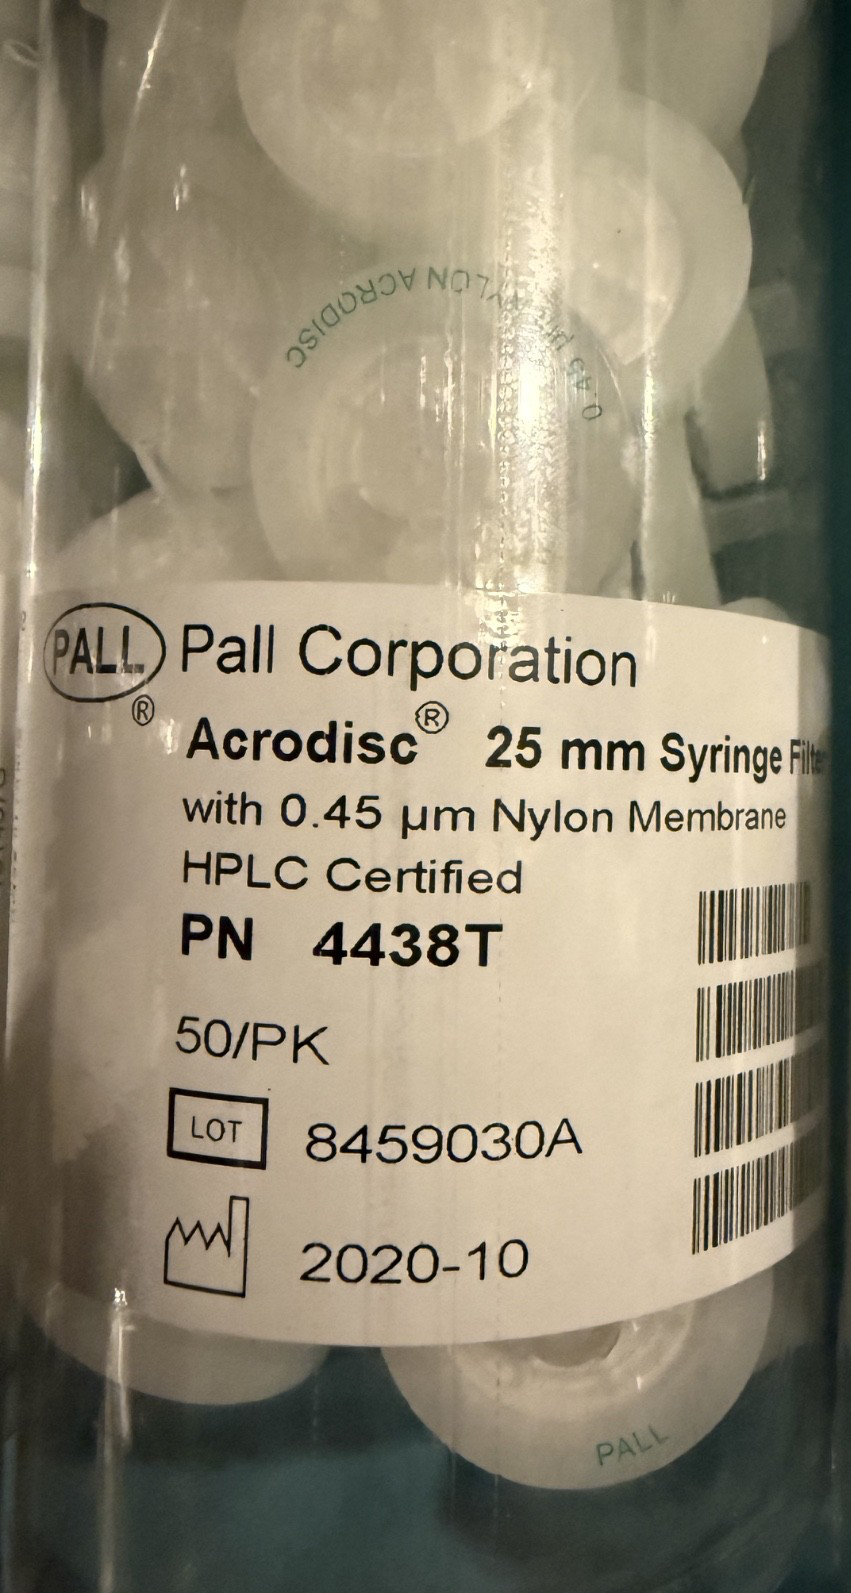 0.45 µm NYLON ACRODISC
PALL
®
Pall Corporation
Acrodisc® 25 mm Syringe Filter
with 0.45 µm Nylon Membrane
HPLC Certified
PN 4438T
50/PK
LOT 8459030A
2020-10
PALL